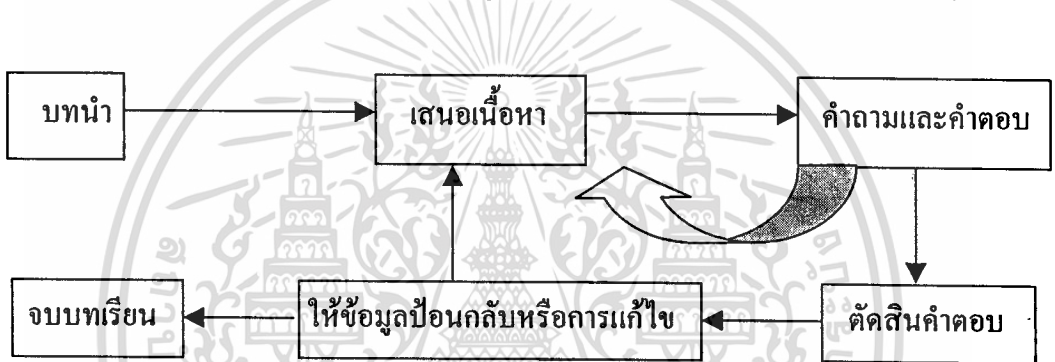 บทนำ
เสนอเนื้อหา
คำถามและคำตอบ
จบบทเรียน
ให้ข้อมูลป้อนกลับหรือการแก้ไข
ตัดสินคำตอบ